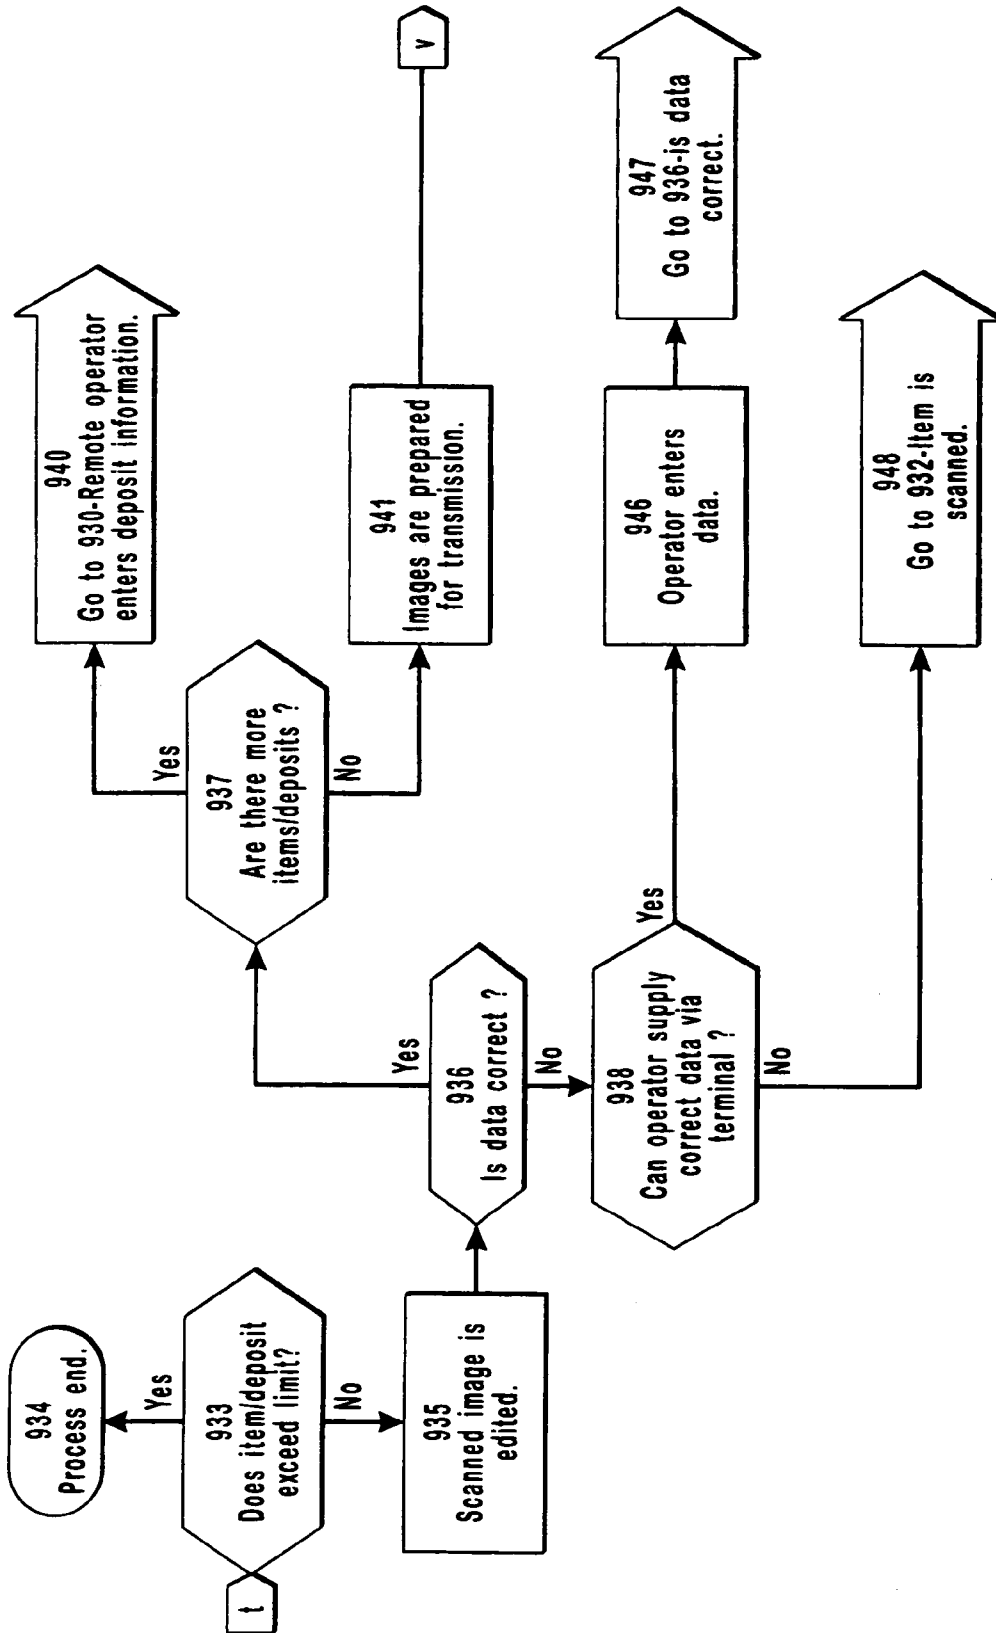 t
933
Does item/deposit
exceed limit?
Yes
934
Process end.
No
935
Scanned image is
edited.
936
Is data correct ?
Yes
937
Are there more
items/deposits ?
Yes
940
Go to 930-Remote operator
enters deposit information.
No
941
Images are prepared
for transmission.
v
No
938
Can operator supply
correct data via
terminal ?
Yes
946
Operator enters
data.
947
Go to 936-is data
correct.
No
948
Go to 932-Item is
scanned.